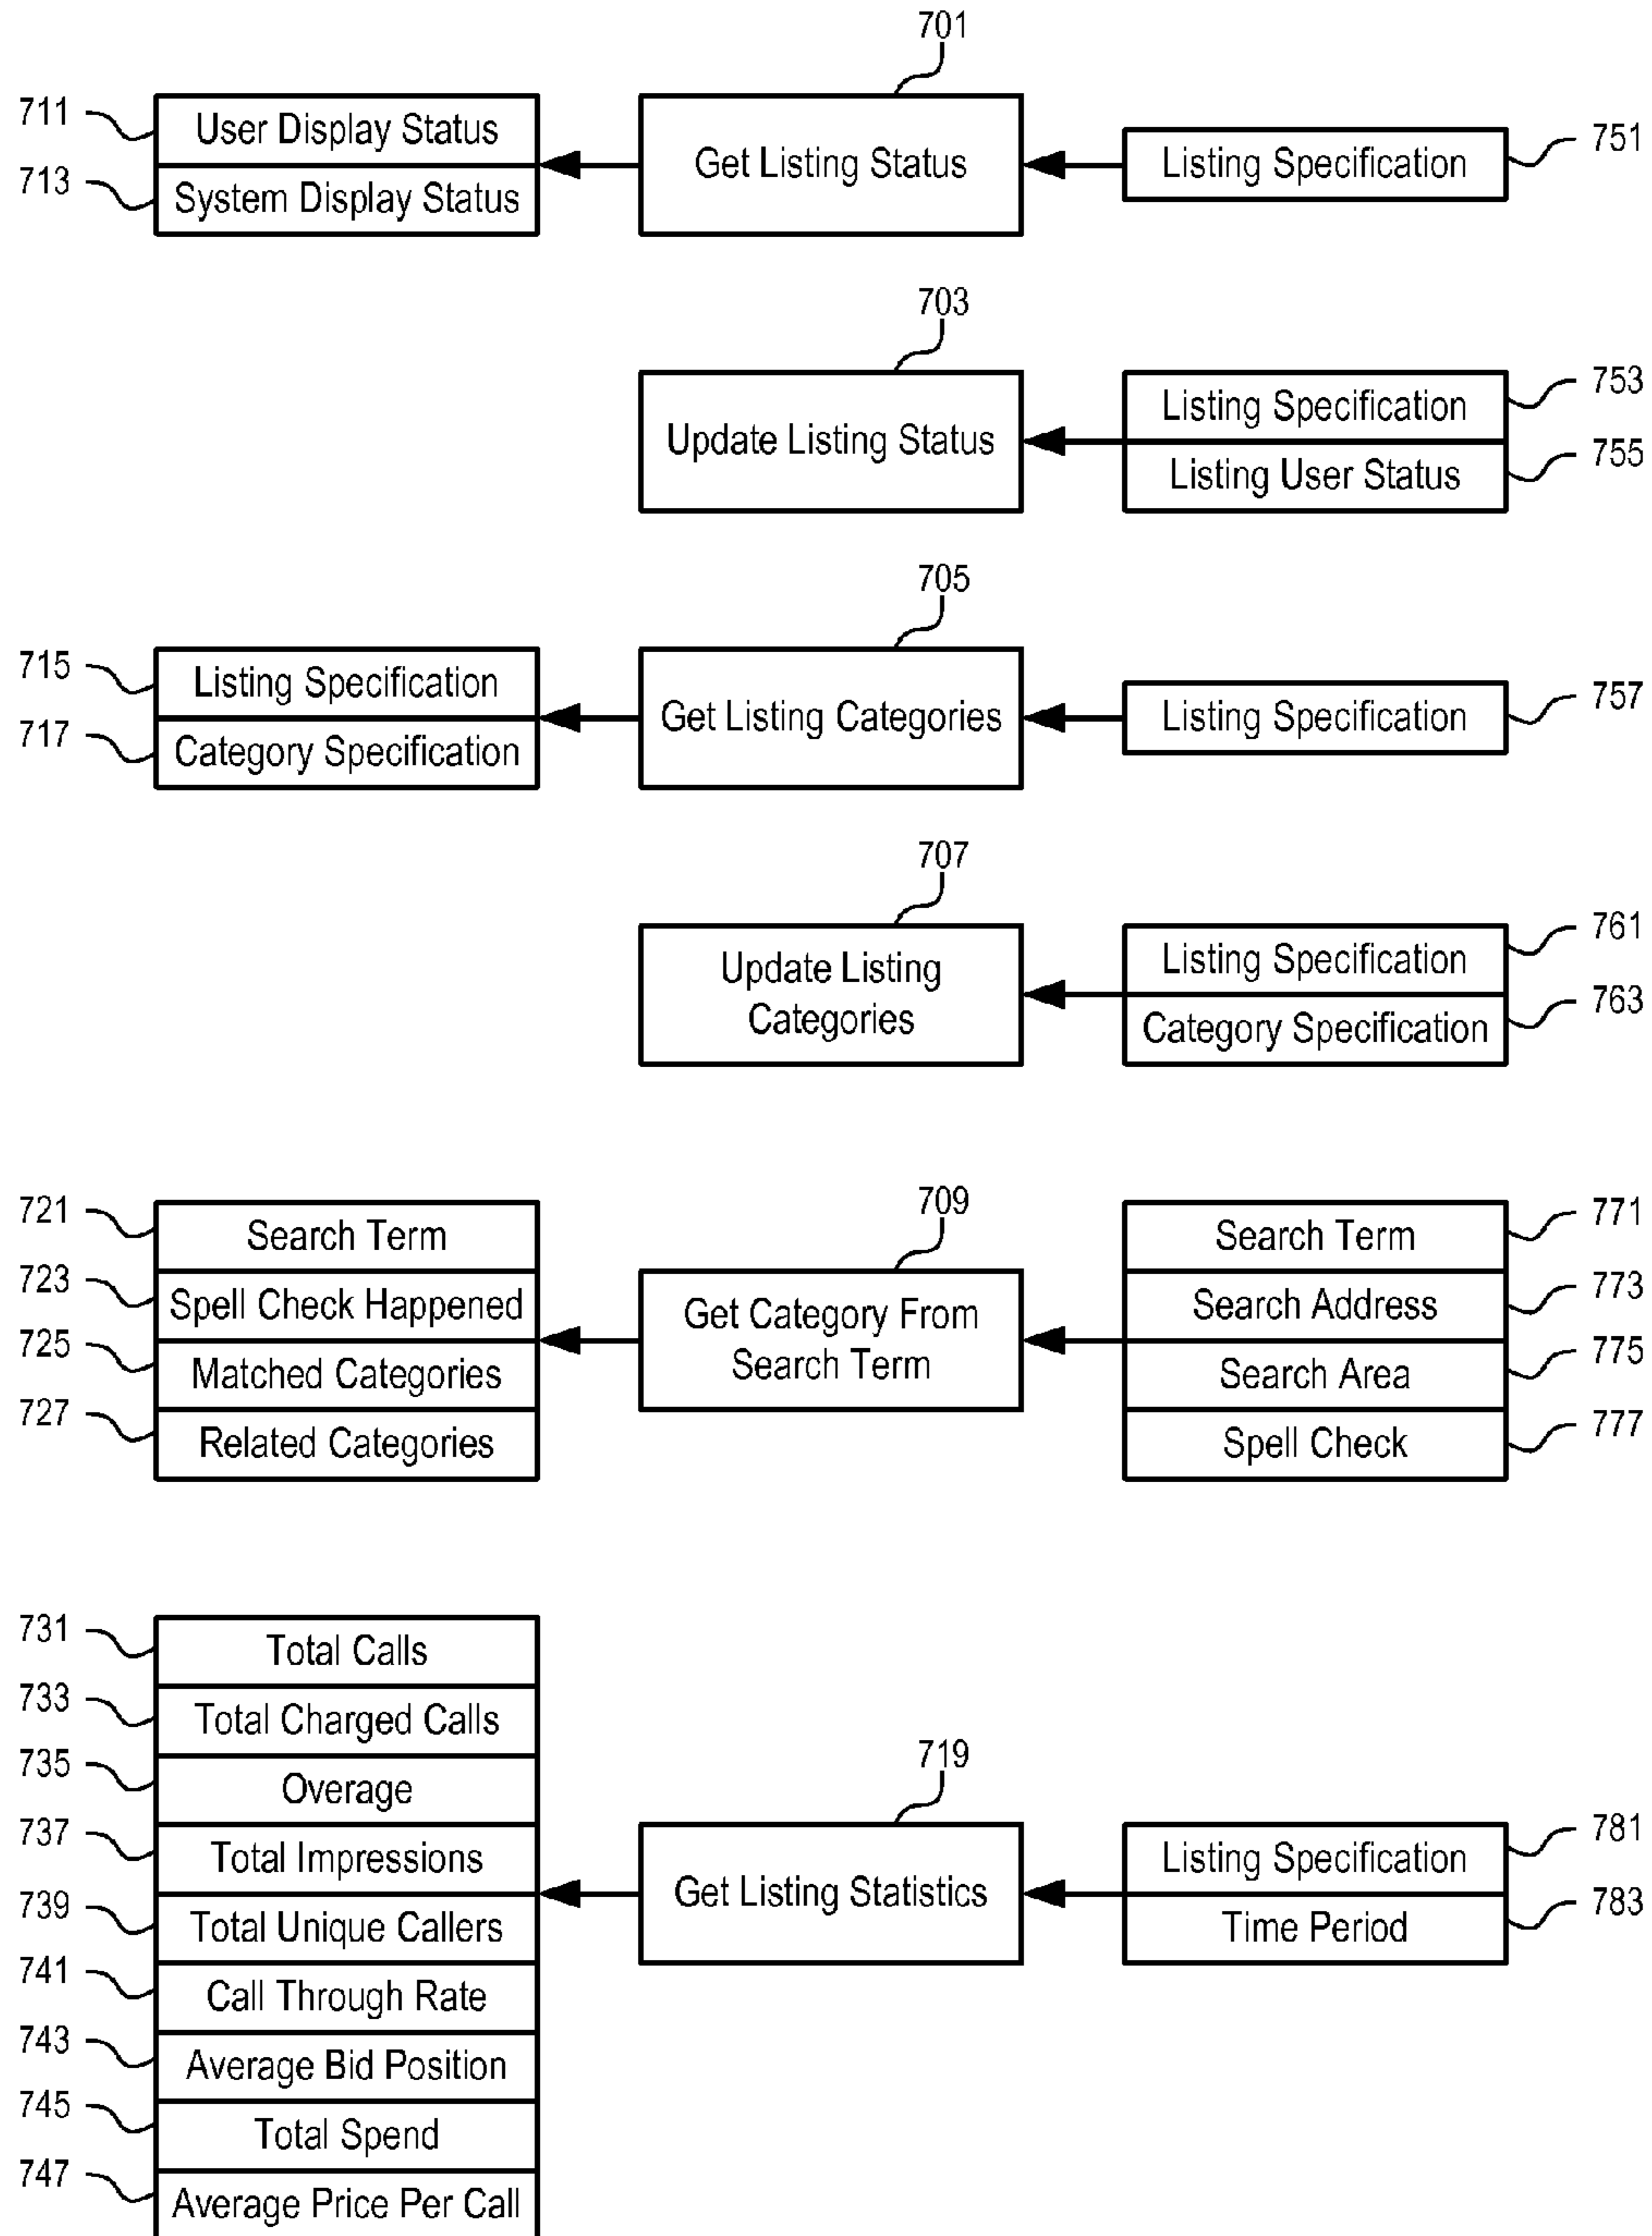 701
711
User Display Status
713
System Display Status
Get Listing Status
Listing Specification
751
703
Update Listing Status
Listing Specification
753
Listing User Status
755
705
715
Listing Specification
717
Category Specification
Get Listing Categories
Listing Specification
757
707
Update Listing
Categories
Listing Specification
761
Category Specification
763
709
721
Search Term
723
Spell Check Happened
725
Matched Categories
727
Related Categories
Get Category From
Search Term
Search Term
771
Search Address
773
Search Area
775
Spell Check
777
731
Total Calls
733
Total Charged Calls
735
Overage
737
Total Impressions
739
Total Unique Callers
741
Call Through Rate
743
Average Bid Position
745
Total Spend
747
Average Price Per Call
719
Get Listing Statistics
Listing Specification
781
Time Period
783